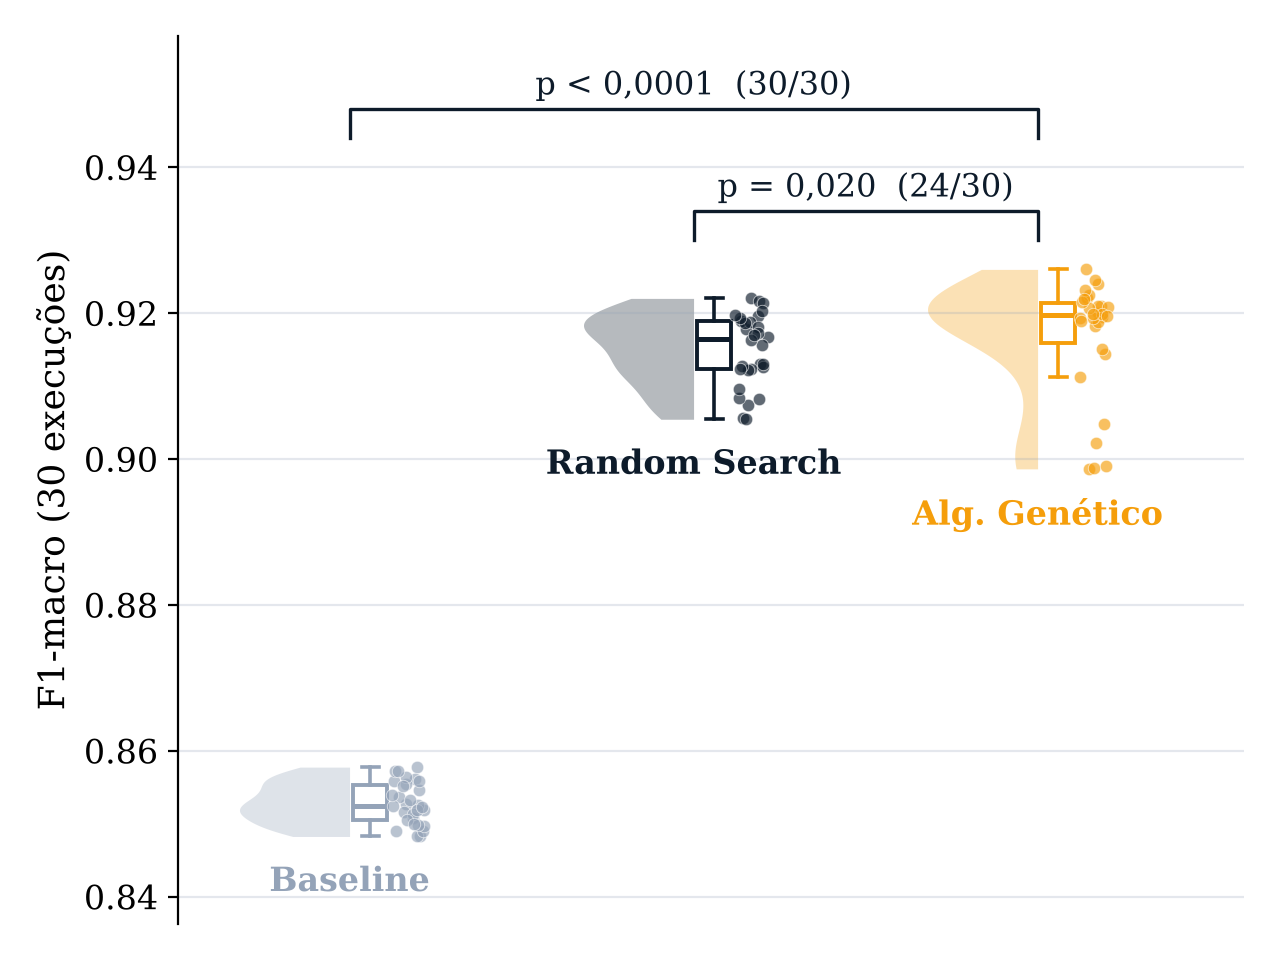 p < 0,0001  (30/30)
0.94
p = 0,020  (24/30)
0.92
0.90
Random Search
Alg. Genético
0.88
0.86
Baseline
0.84
F1-macro (30 execuções)